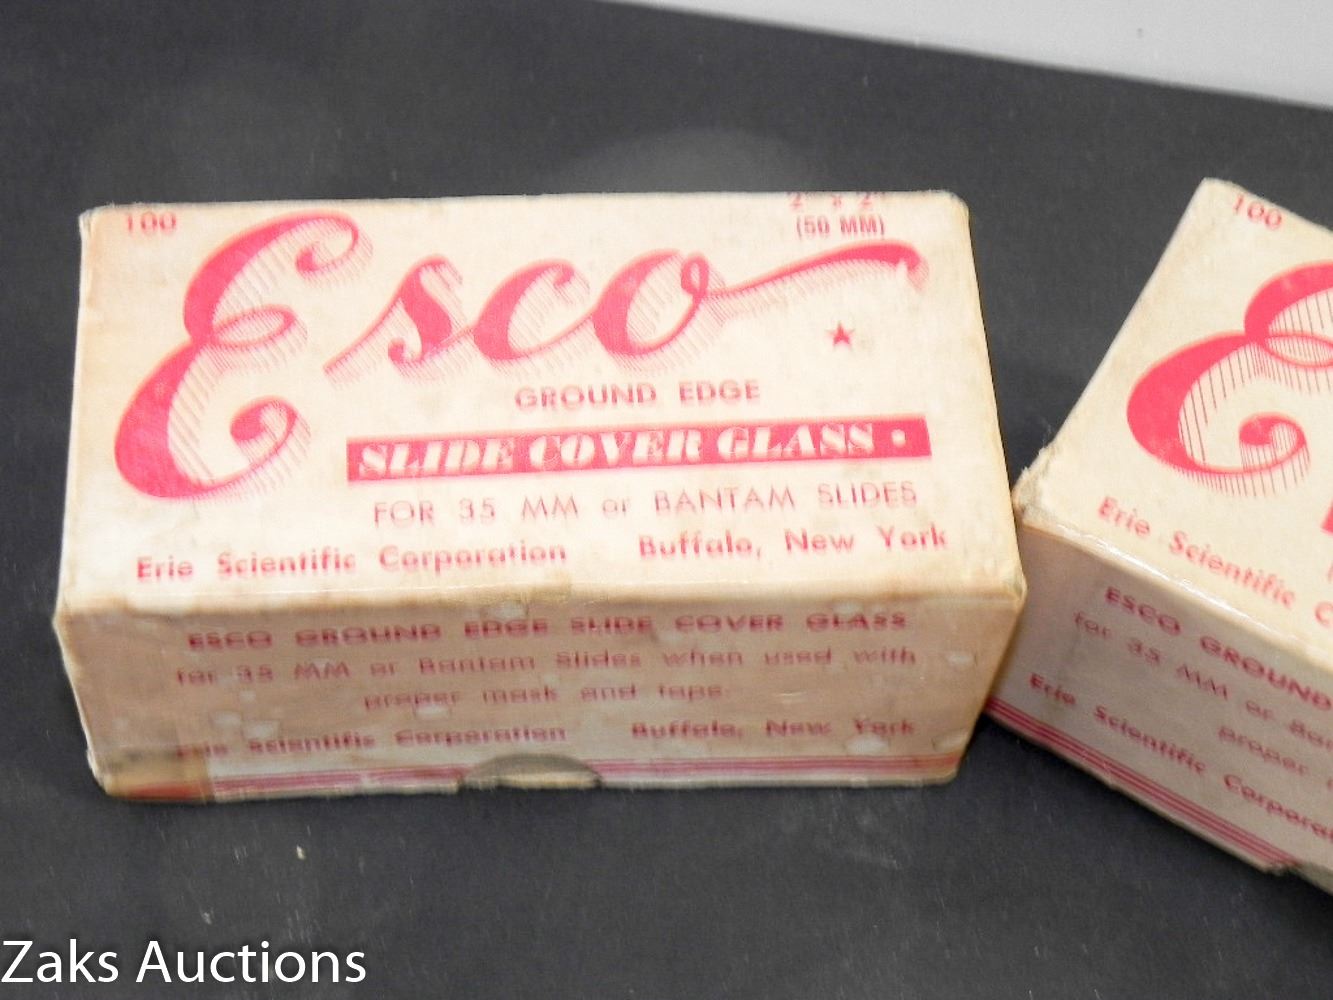 100
2" x 2"
(50 MM)
Esco
GROUND EDGE
SLIDE COVER GLASS
FOR 35 MM or BANTAM SLIDES
Erie Scientific Corporation Buffalo, New York
ESCO GROUND EDGE SLIDE COVER GLASS
for 35 MM or Bantam Slides when used with
proper mask and tape.
Erie Scientific Corporation Buffalo, New York
100
Erie Scientific
ESCO GROUND
for 35 MM or
proper
Erie Scientific
Zaks Auctions